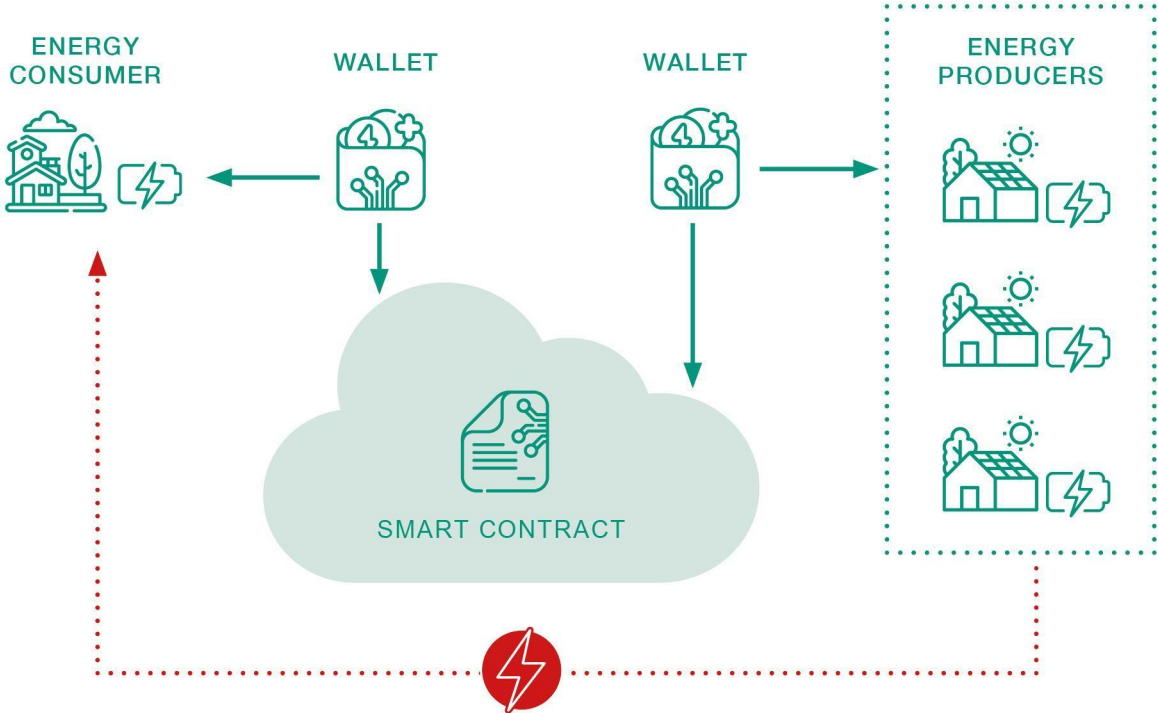 ENERGY
CONSUMER
WALLET
WALLET
ENERGY
PRODUCERS
SMART CONTRACT